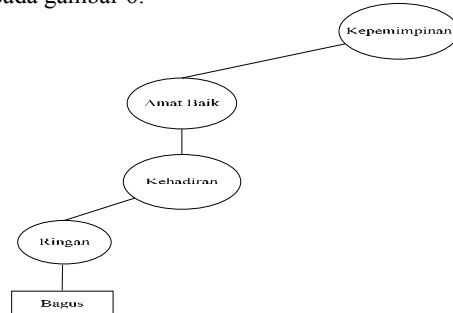 pada gambar 6.
Kepemimpinan
Amat Baik
Kehadiran
Ringan
Bagus